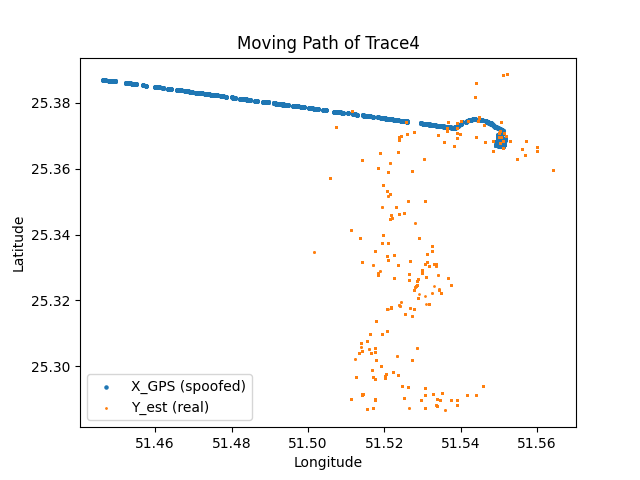 Moving Path of Trace4
25.38
25.36
25.34
25.32
25.30
Latitude
X_GPS (spoofed)
Y_est (real)
51.46 51.48 51.50 51.52 51.54 51.56
Longitude